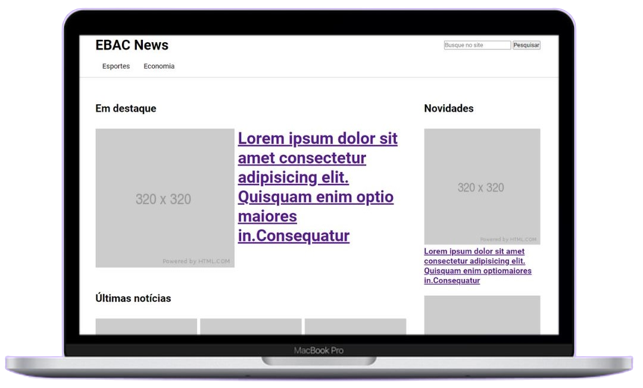 EBAC News
Busque no site
Pesquisar
Esportes
Economia
Em destaque
320 x 320
Powered by HTML.COM
Lorem ipsum dolor sit
amet consectetur
adipisicing elit.
Quisquam enim optio
maiores
in.Consequatur
Novidades
320 x 320
Powered by HTML.COM
Lorem ipsum dolor sit amet
consectetur adipisicing elit.
Quisquam enim optiomaiores
in.Consequatur
Últimas notícias
MacBook Pro